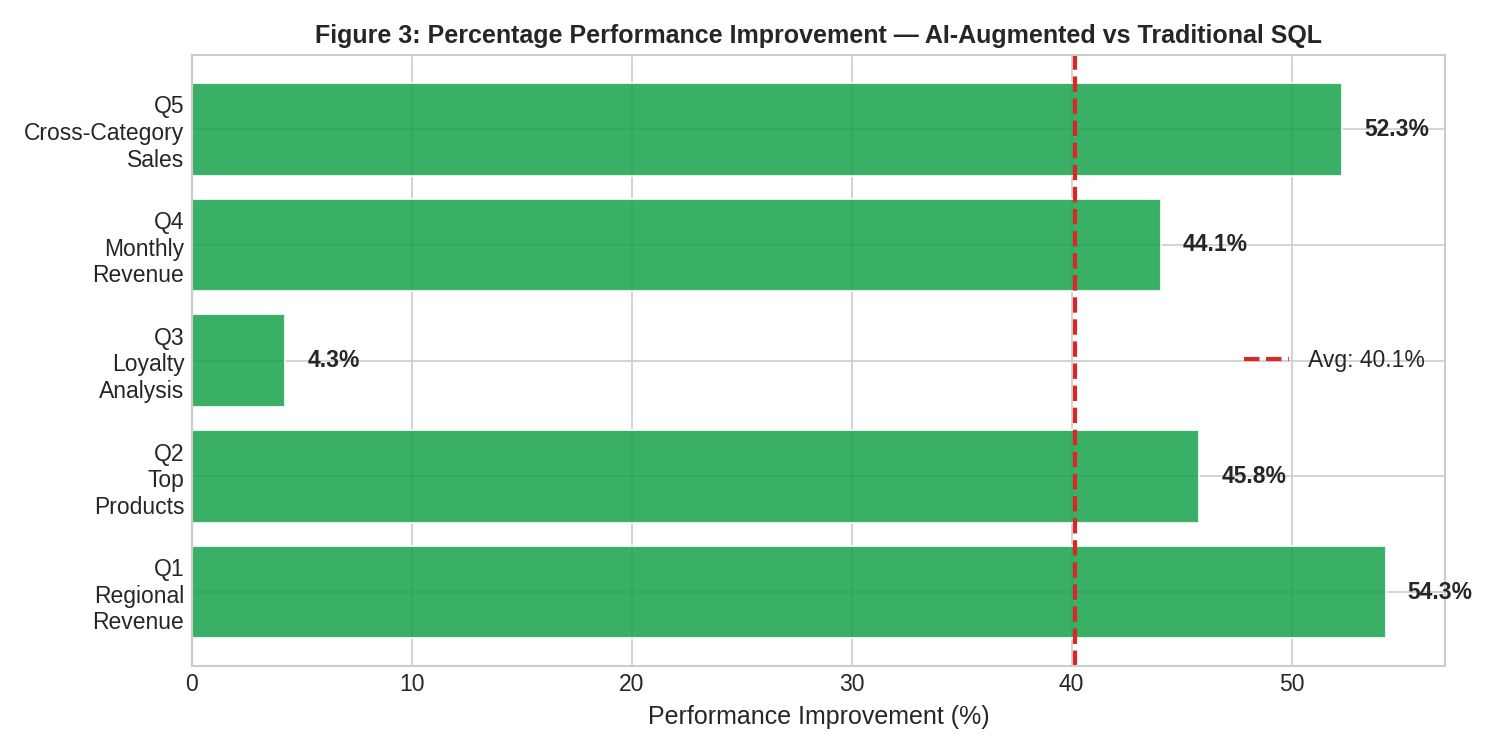 Figure 3: Percentage Performance Improvement — AI-Augmented vs Traditional SQL
Q5
Cross-Category
Sales
52.3%
Q4
Monthly
Revenue
44.1%
Q3
Loyalty
Analysis
4.3%
Avg: 40.1%
Q2
Top
Products
45.8%
Q1
Regional
Revenue
54.3%
0 10 20 30 40 50
Performance Improvement (%)